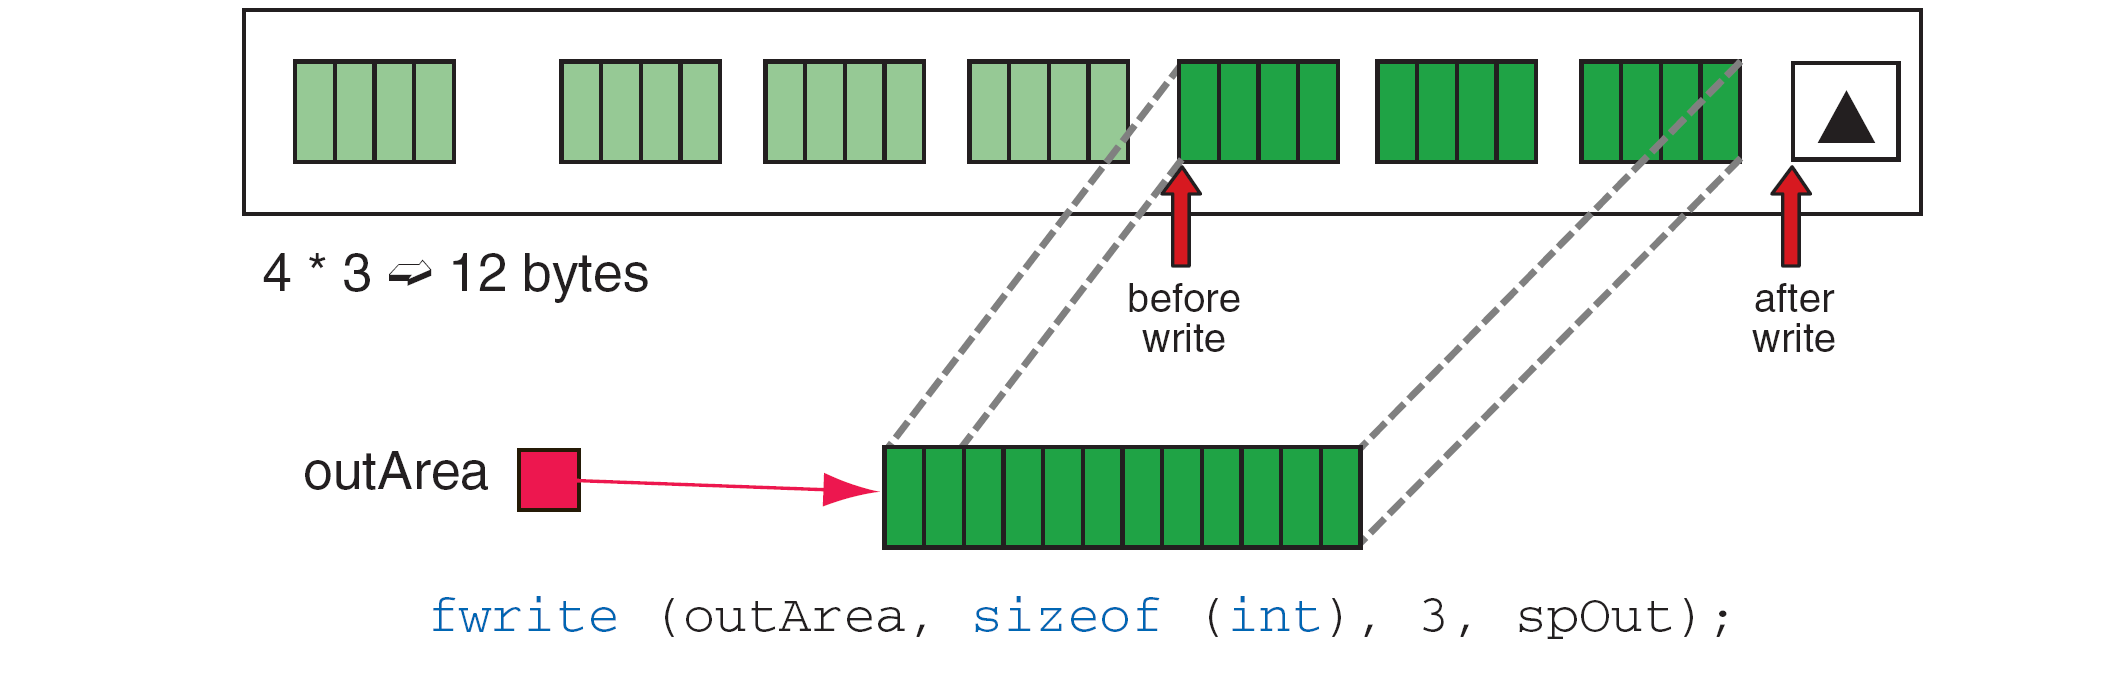 4 * 3 ➫ 12 bytes
before
write
after
write
outArea
fwrite (outArea, sizeof (int), 3, spOut);